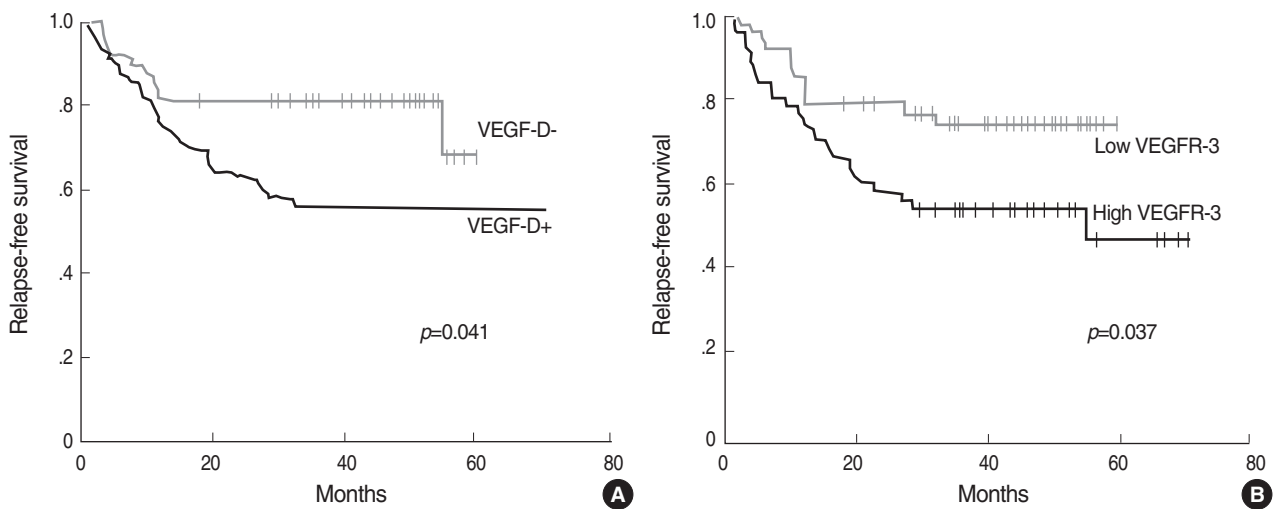 Relapse-free survival
1.0
.8
.6
.4
.2
0
VEGF-D-
VEGF-D+
p=0.041
0 20 40 60 80
Months
A
Relapse-free survival
1.0
.8
.6
.4
.2
0
Low VEGFR-3
High VEGFR-3
p=0.037
0 20 40 60 80
Months
B